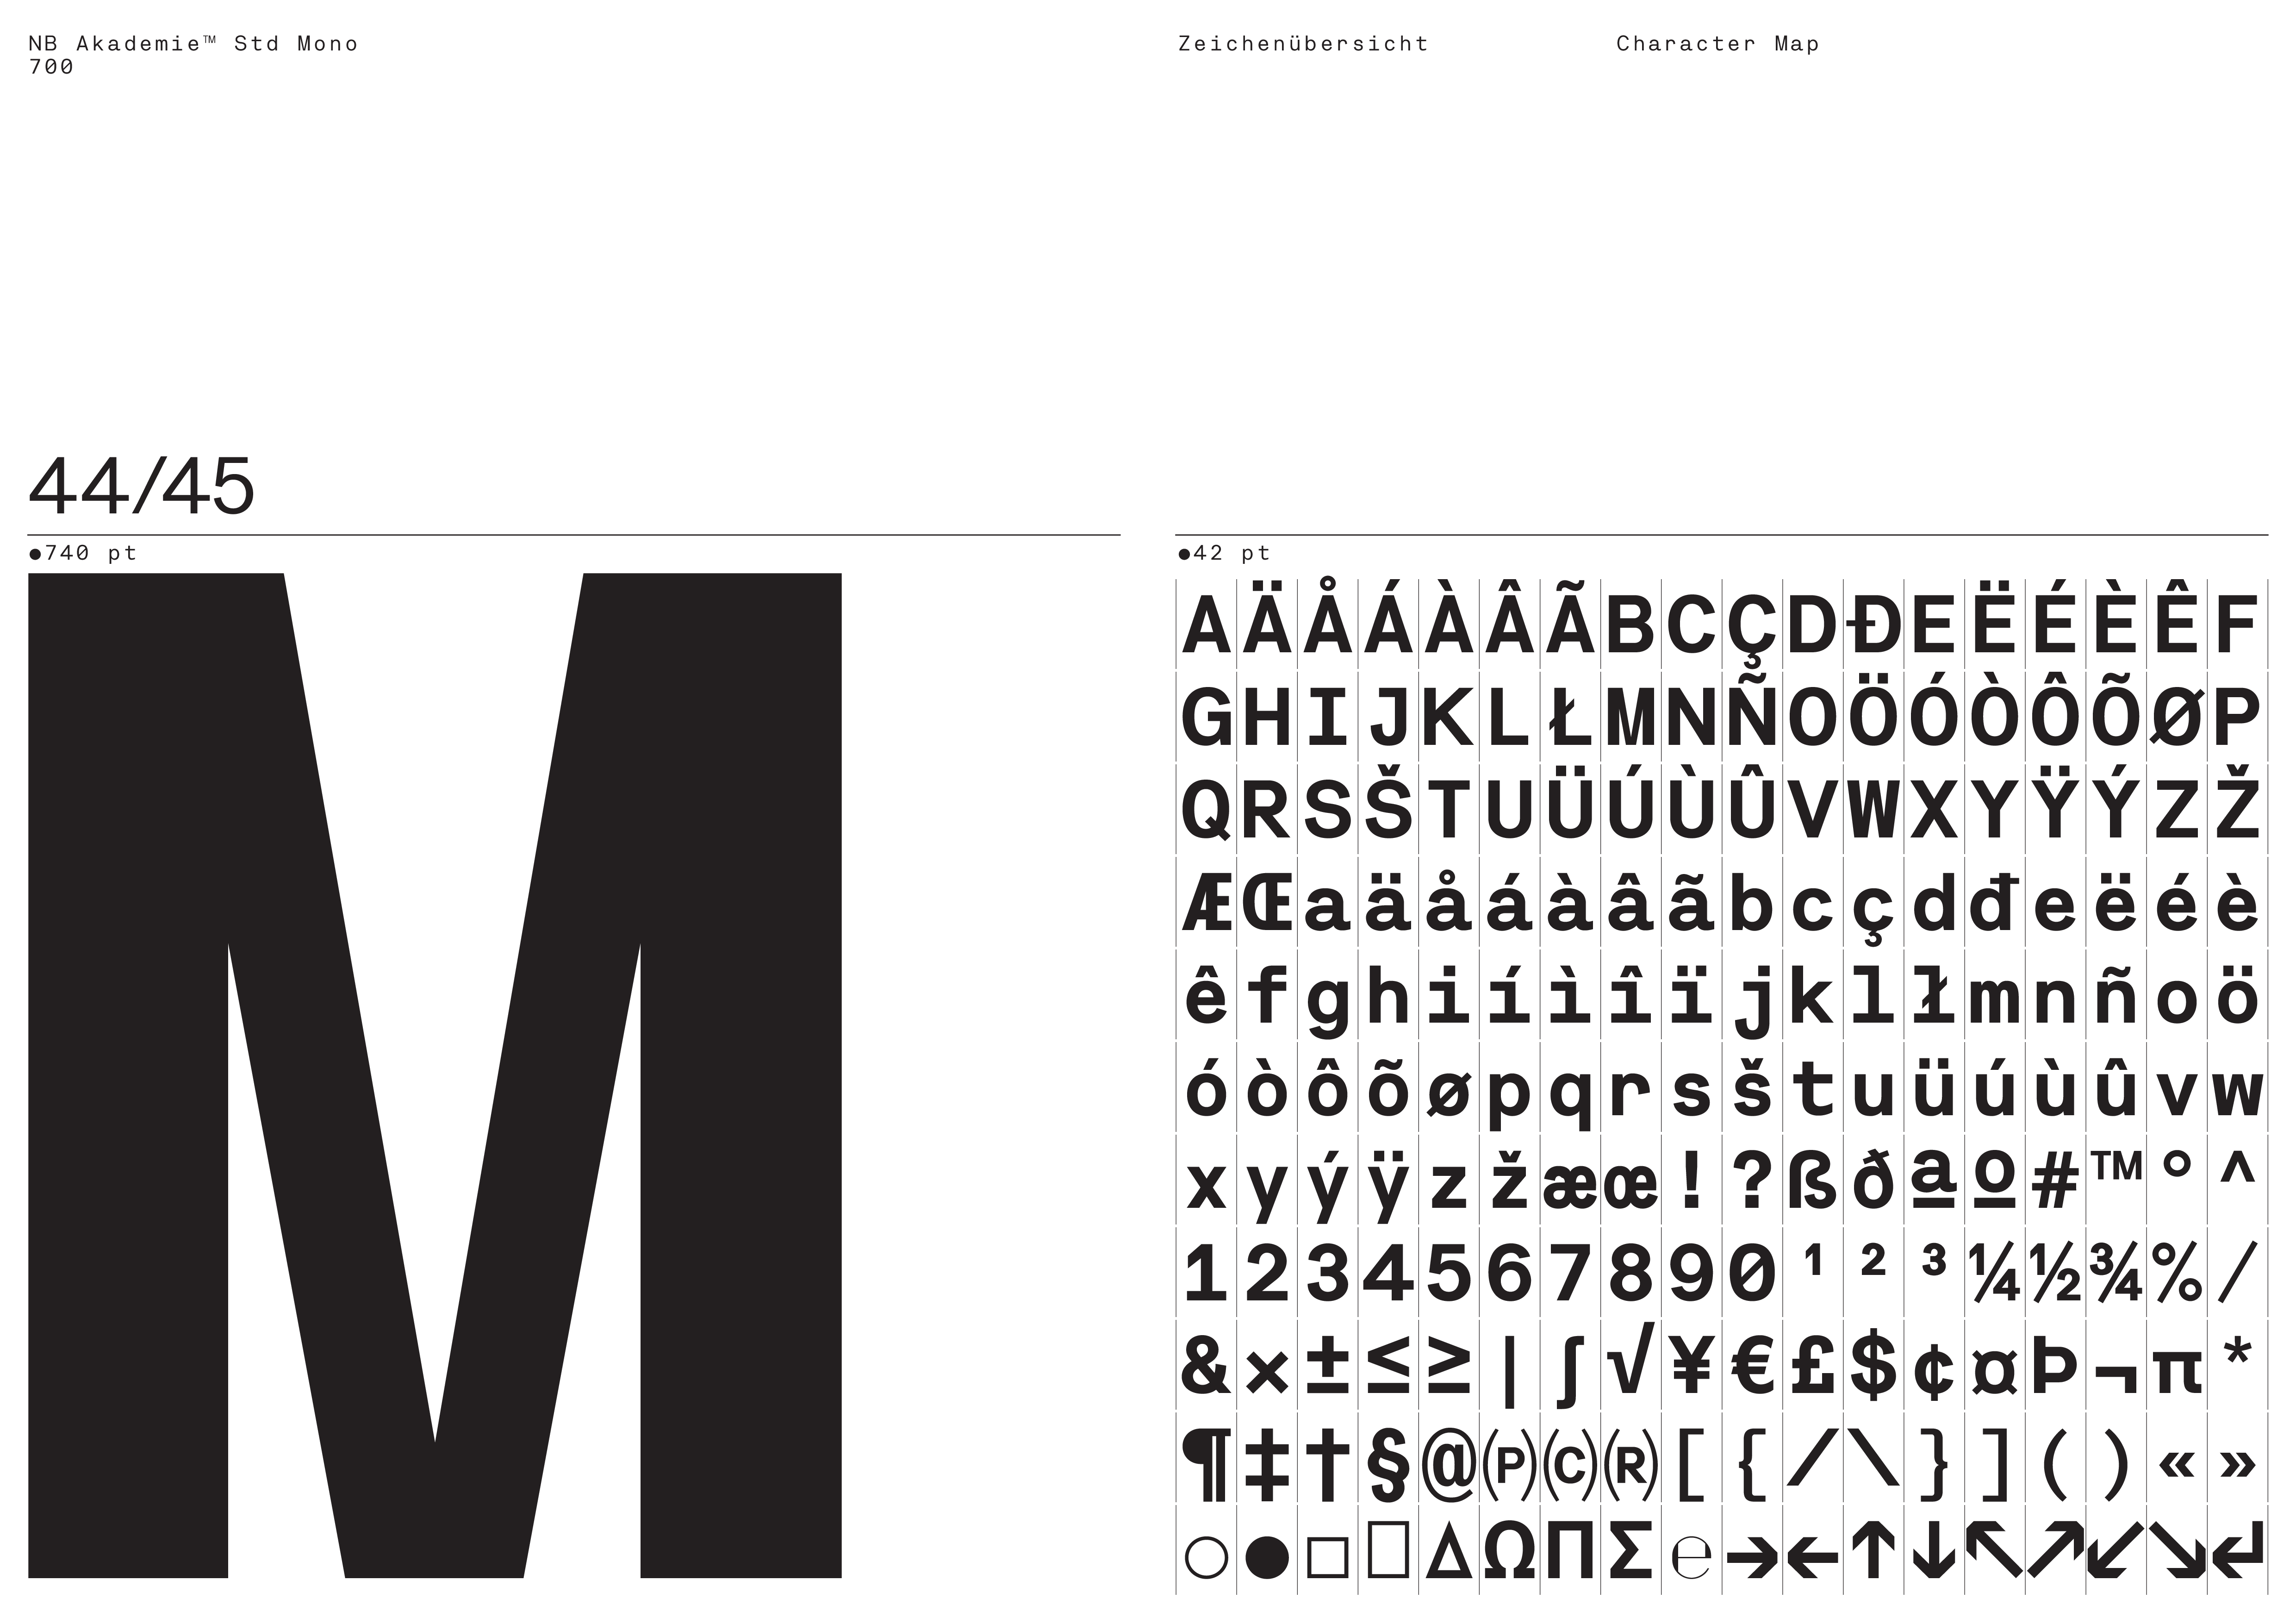 NB Akademie™ Std Mono
700
Zeichenübersicht
Character Map
44/45
●740 pt
M
●42 pt
A Ä Å Á À Â Ã B C Ç D Đ E Ë É È Ê F
G H I J K L Ł M N Ñ O Ö Ó Ò Ô Õ Ø P
Q R S Š T U Ü Ú Ù Û V W X Y Ÿ Ý Z Ž
Æ Œ a ä å á à â ã b c ç d đ e ë é è
ê f g h i í ì î ï j k l ł m n ñ o ö
ó ò ô õ ø p q r s š t u ü ú ù û v w
x y ý ÿ z ž æ œ ! ? ß ð ª º # ™ ° ^
1 2 3 4 5 6 7 8 9 0 ¹ ² ³ ¼ ½ ¾ % /
& × ± ≤ ≥ | ∫ √ ¥ € £ $ ¢ ¤ Þ ¬ π *
¶ ‡ † § @ ℗ © ® [ { / \ } ] ( ) « »
○ ● □ ▯ ∆ Ω Π Σ ℮ → ← ↑ ↓ ↖ ↗ ↙ ↘ ↲